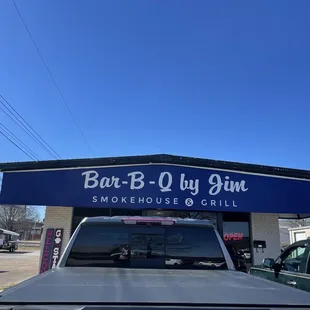 Bar-B-Q by Jim
SMOKEHOUSE & GRILL
OPEN